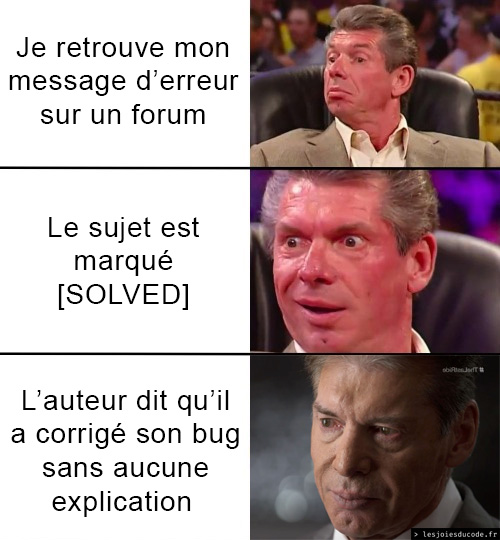 Je retrouve mon
message d’erreur
sur un forum
Le sujet est
marqué
[SOLVED]
L’auteur dit qu’il
a corrigé son bug
sans aucune
explication
#TheLastRide
> lesjoiesducode.fr